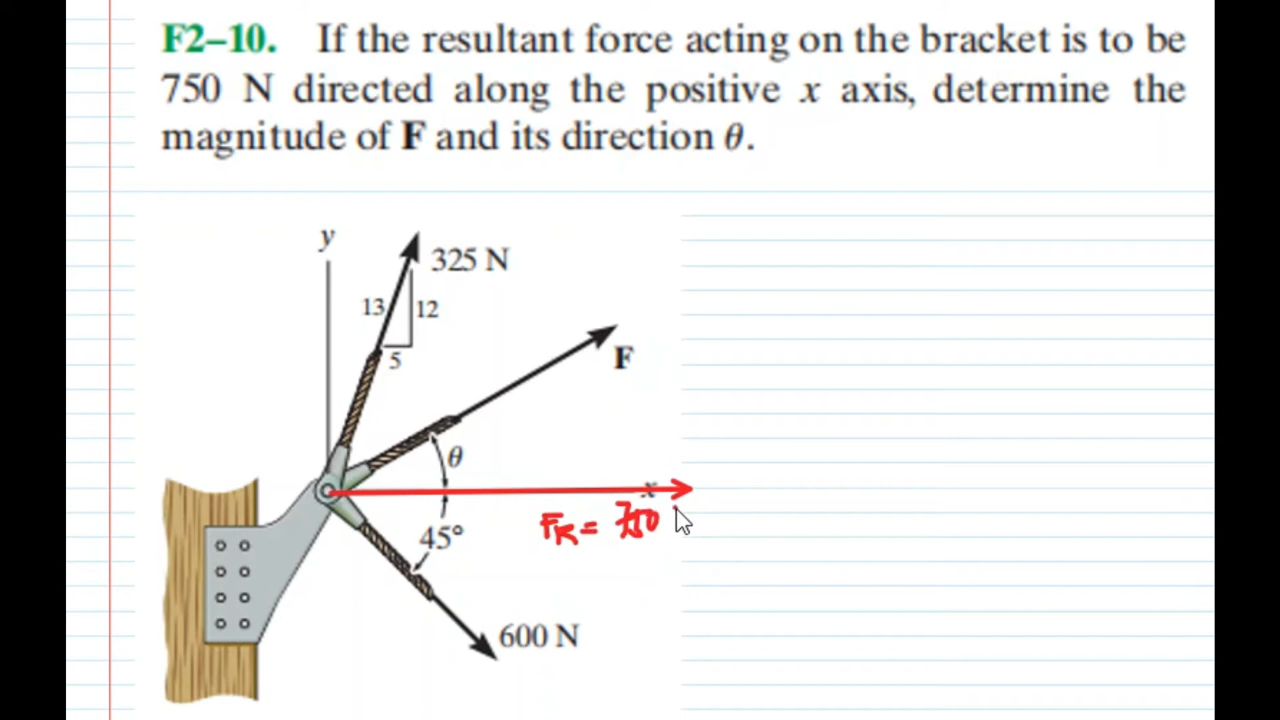 F2–10. If the resultant force acting on the bracket is to be
750 N directed along the positive x axis, determine the
magnitude of F and its direction θ.
y
325 N
13
12
5
F
θ
x
45°
FR = 750
600 N